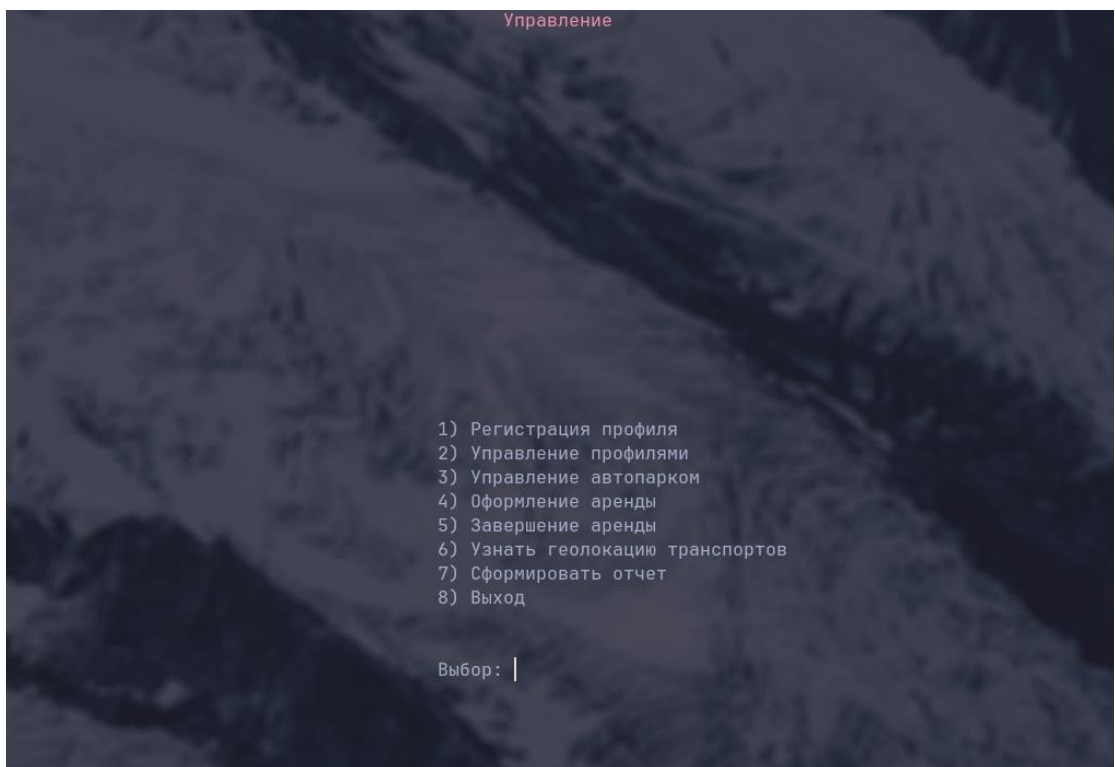 Управление
1) Регистрация профиля
2) Управление профилями
3) Управление автопарком
4) Оформление аренды
5) Завершение аренды
6) Узнать геолокацию транспортов
7) Сформировать отчет
8) Выход
Выбор: